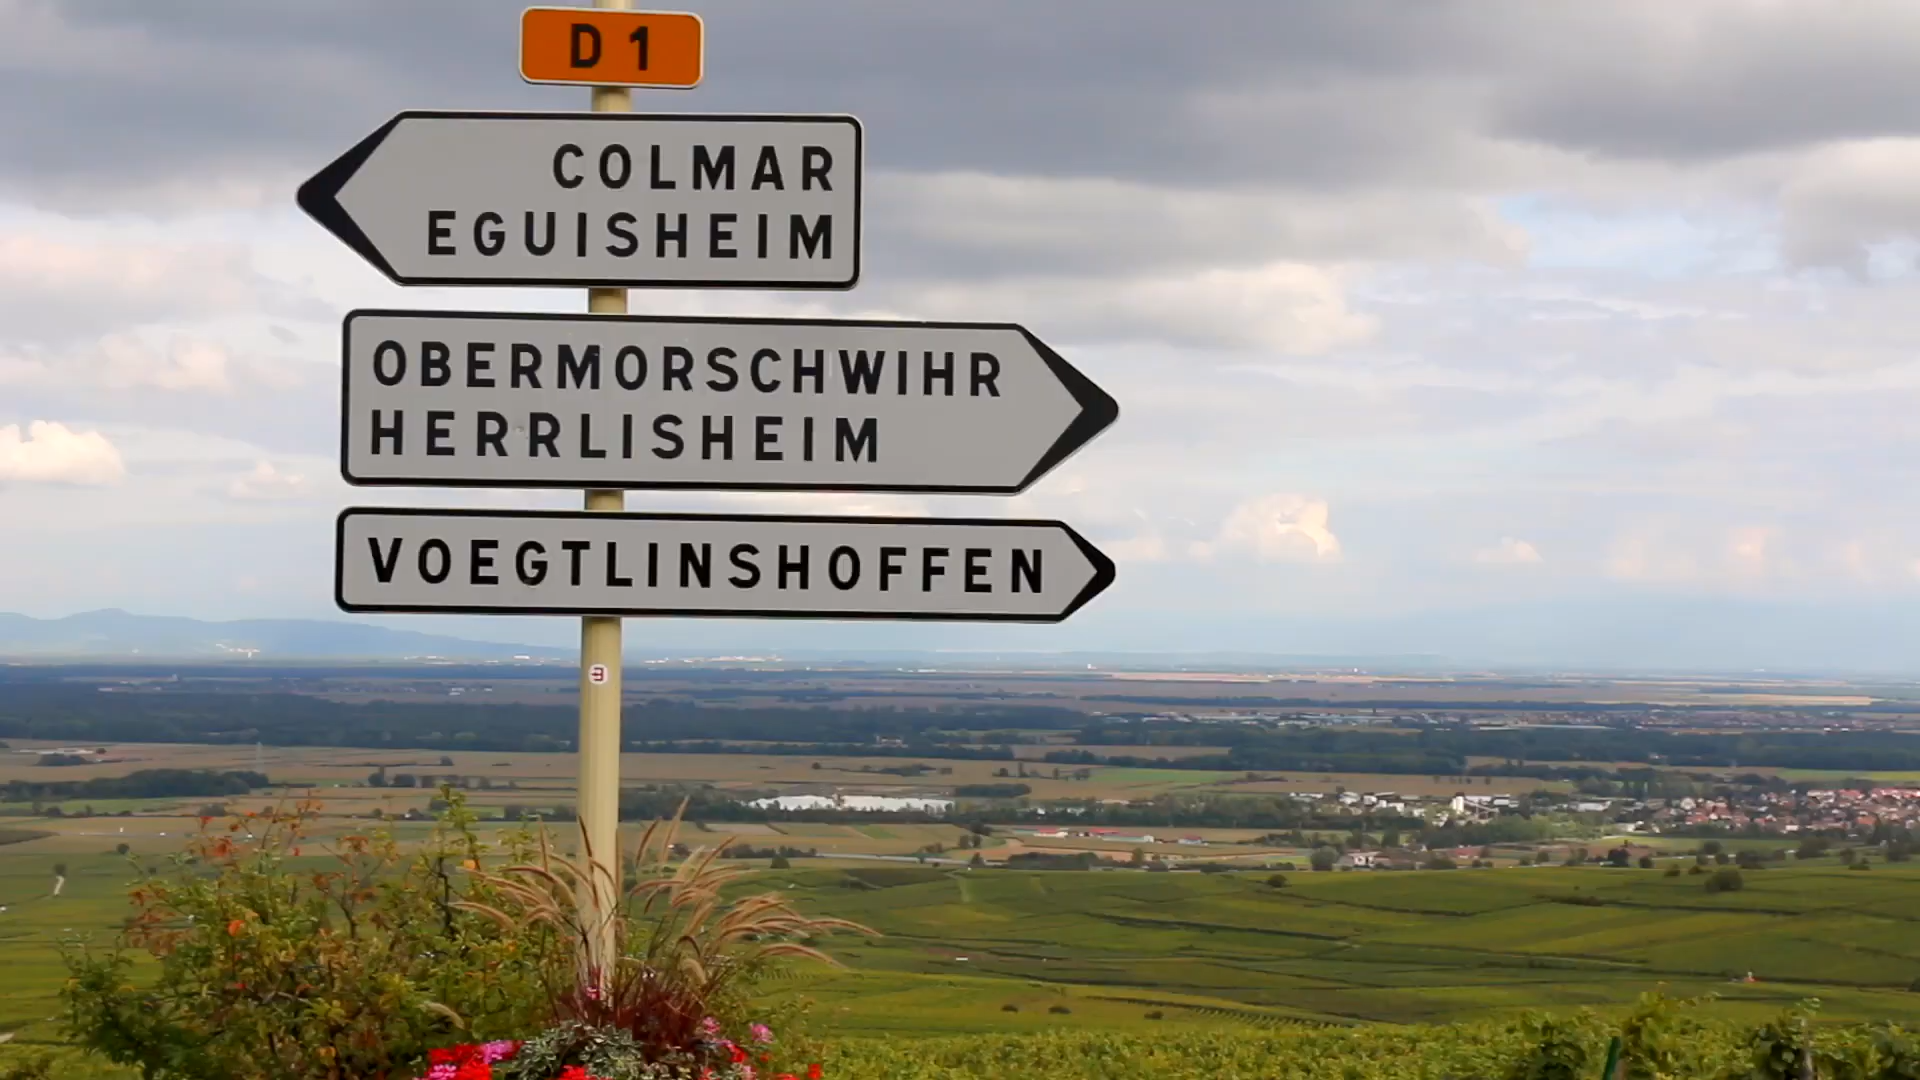 D 1
COLMAR
EGUISHEIM
OBERMORSCHWIHR
HERRLISHEIM
VOEGTLINSHOFFEN